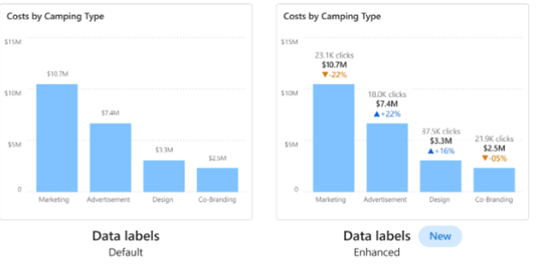 Costs by Camping Type
$15M
$10M
$5M
0
$10.7M
$7.4M
$3.3M
$2.5M
Marketing
Advertisement
Design
Co-Branding
Data labels
Default
Costs by Camping Type
$15M
$10M
$5M
0
23.1K clicks
$10.7M
▼-22%
18.0K clicks
$7.4M
▲+22%
37.5K clicks
$3.3M
▲+16%
21.9K clicks
$2.5M
▼-05%
Marketing
Advertisement
Design
Co-Branding
Data labels New
Enhanced